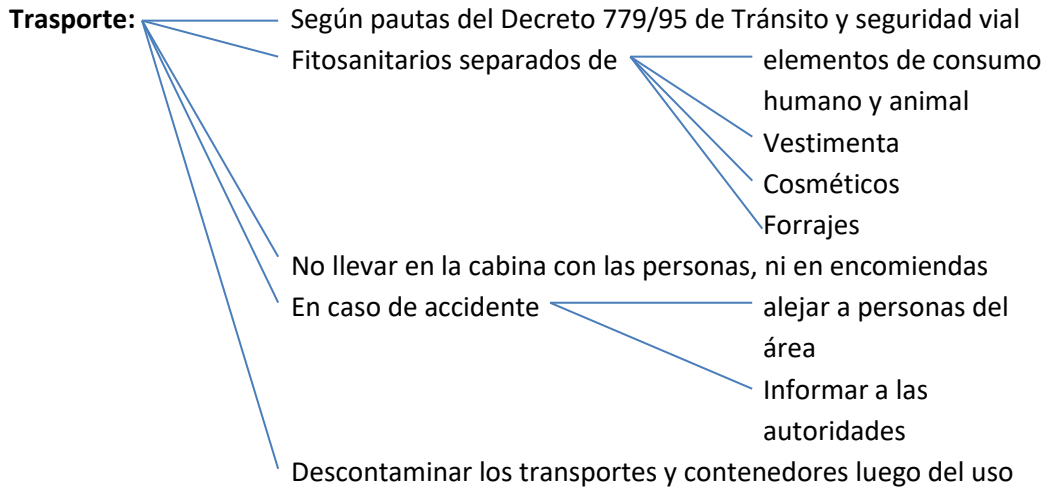 Trasporte: Según pautas del Decreto 779/95 de Tránsito y seguridad vial
Fitosanitarios separados de elementos de consumo
humano y animal
Vestimenta
Cosméticos
Forrajes
No llevar en la cabina con las personas, ni en encomiendas
En caso de accidente alejar a personas del
área
Informar a las
autoridades
Descontaminar los transportes y contenedores luego del uso